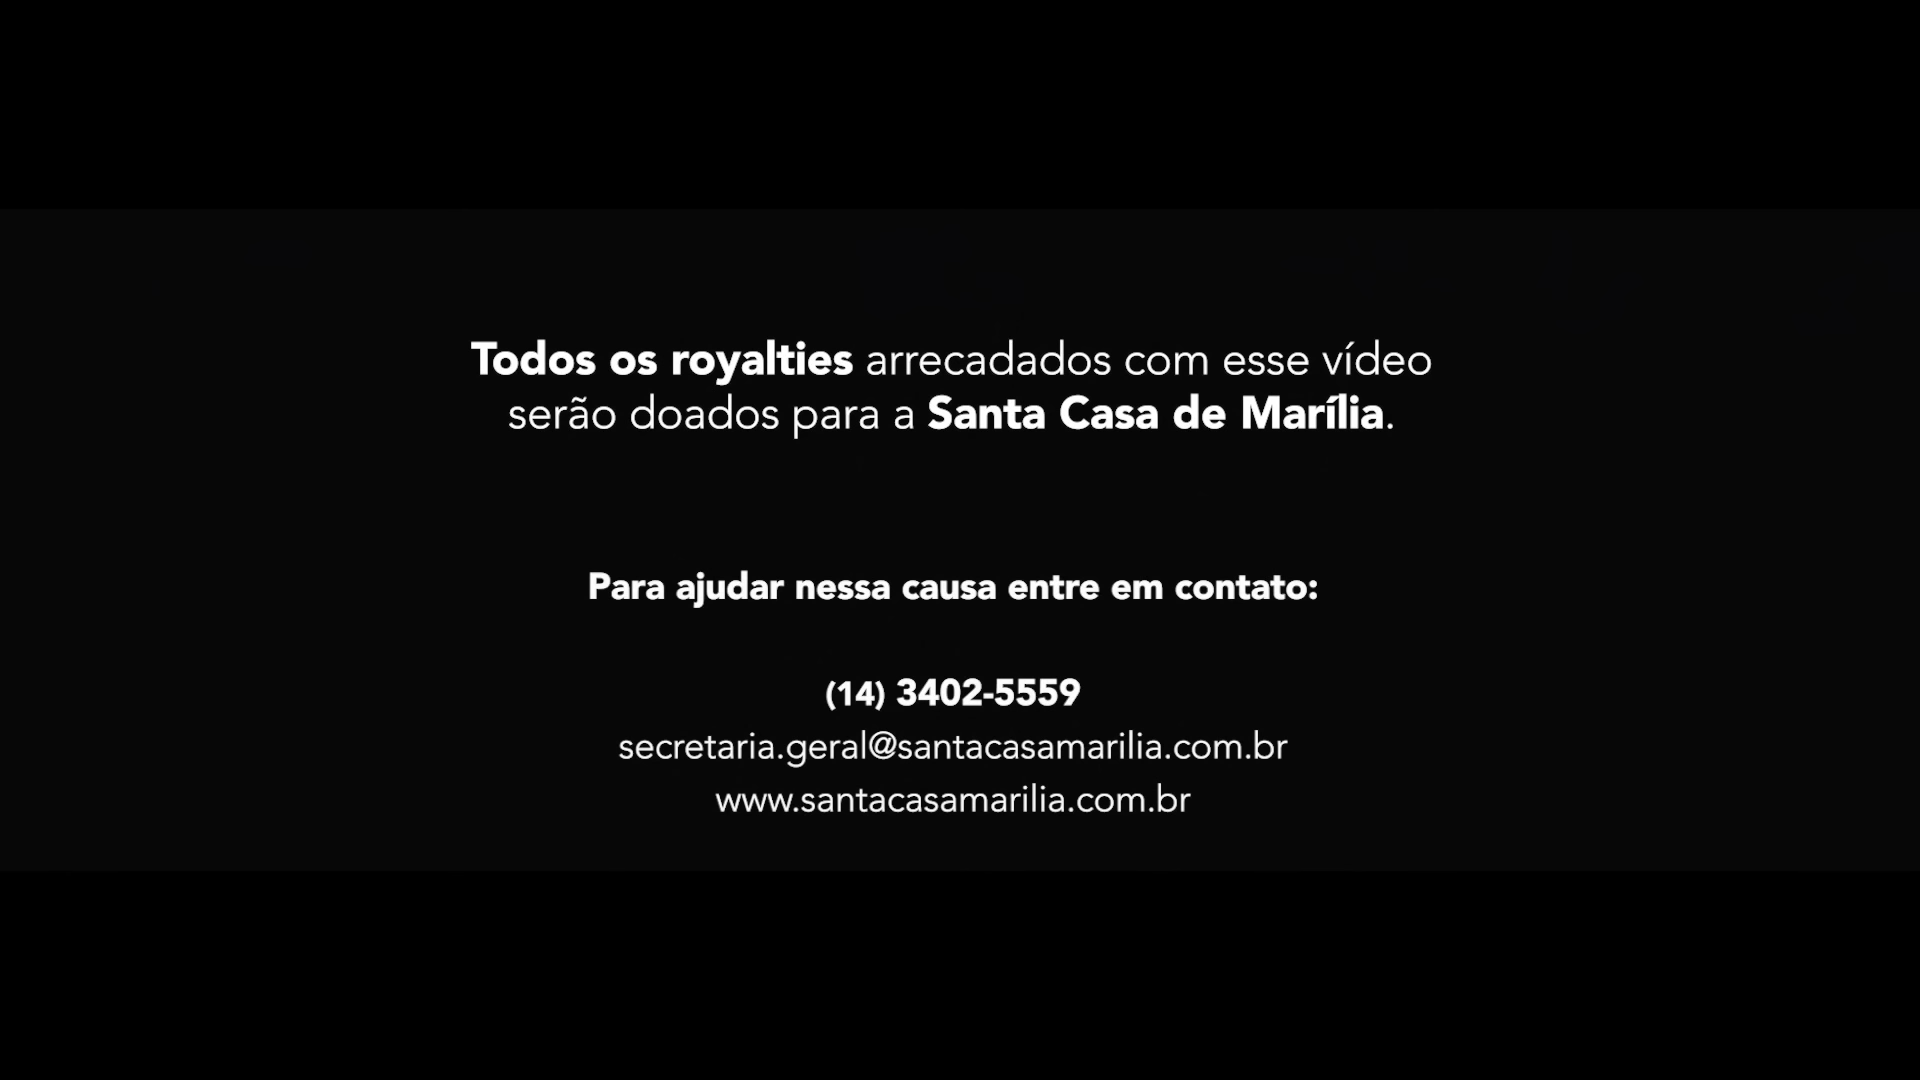 Todos os royalties arrecadados com esse vídeo
serão doados para a Santa Casa de Marília.
Para ajudar nessa causa entre em contato:
(14) 3402-5559
secretaria.geral@santacasamarilia.com.br
www.santacasamarilia.com.br